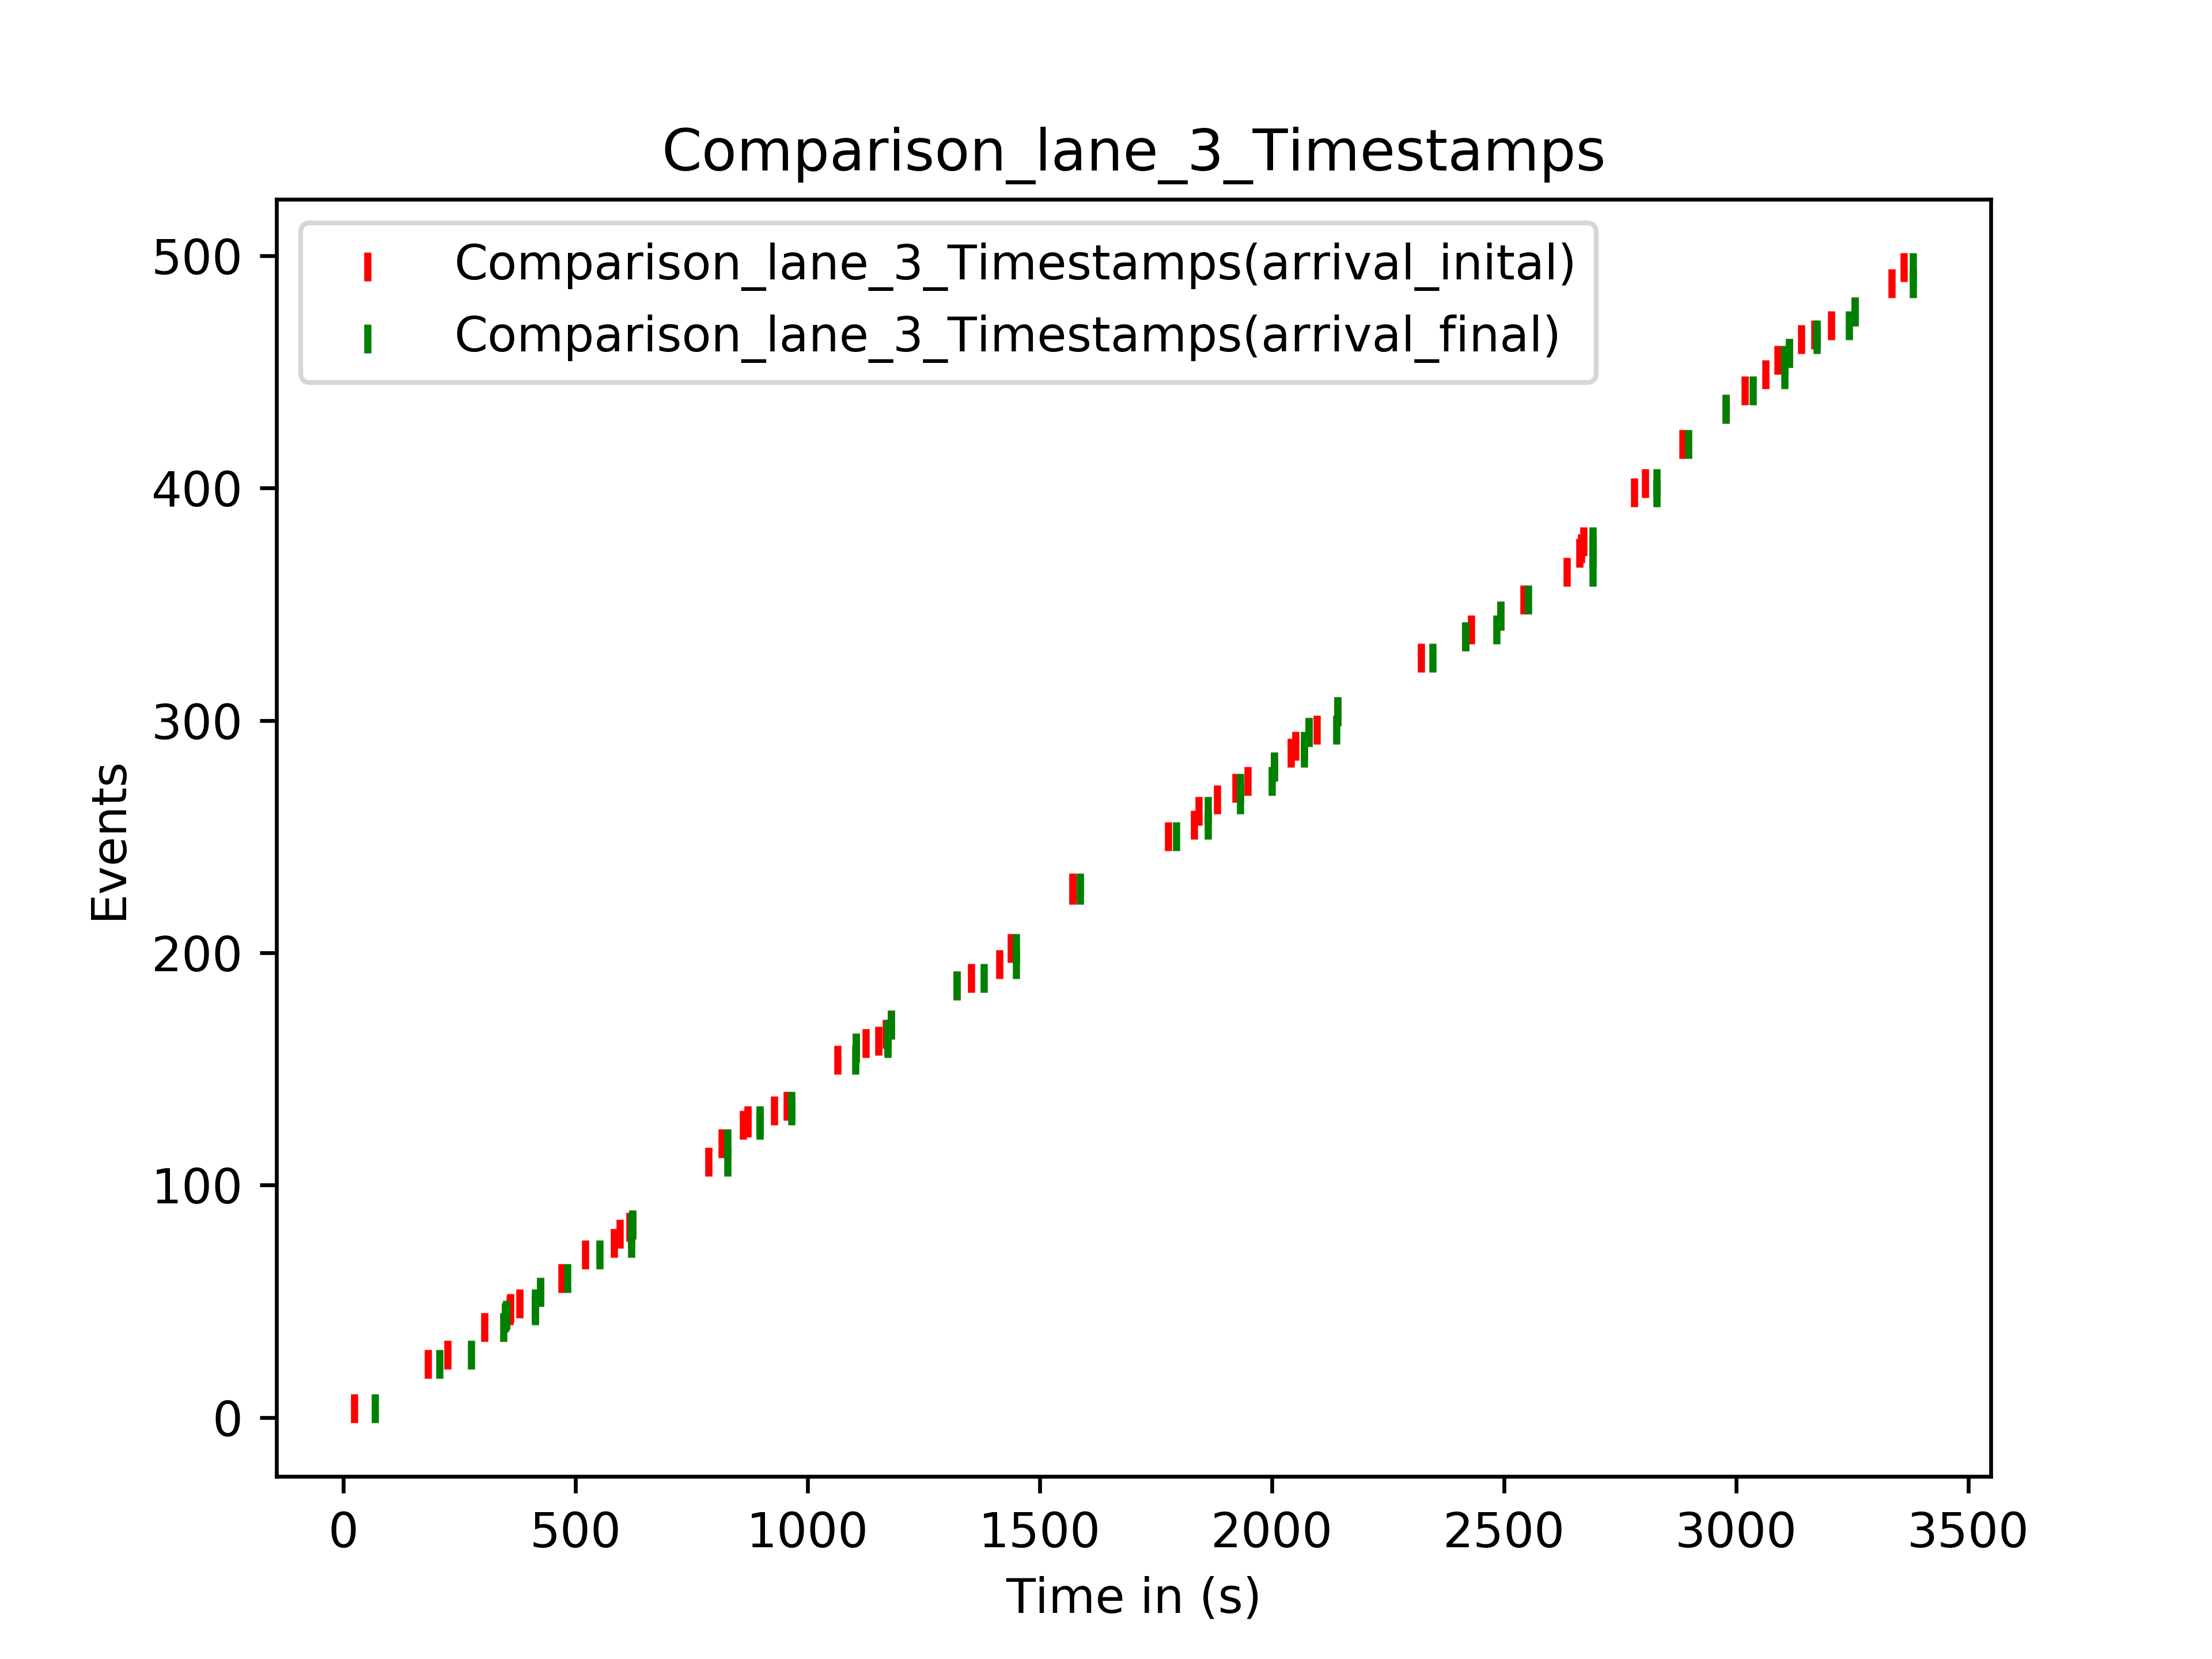 Comparison_lane_3_Timestamps
Comparison_lane_3_Timestamps(arrival_inital)
Comparison_lane_3_Timestamps(arrival_final)
500
400
300
200
100
0
Events
0 500 1000 1500 2000 2500 3000 3500
Time in (s)